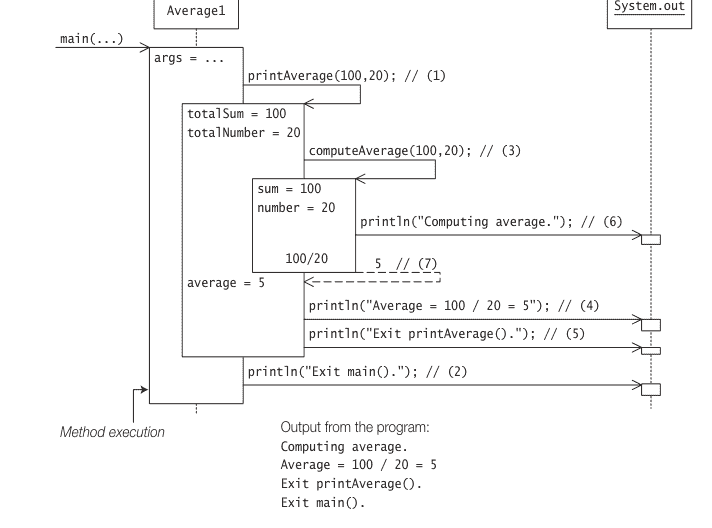 Average1
System.out
main(...)
args = ...
printAverage(100,20); // (1)
totalSum = 100
totalNumber = 20
computeAverage(100,20); // (3)
sum = 100
number = 20
println("Computing average."); // (6)
100/20
5 // (7)
average = 5
println("Average = 100 / 20 = 5"); // (4)
println("Exit printAverage()."); // (5)
println("Exit main()."); // (2)
Method execution
Output from the program:
Computing average.
Average = 100 / 20 = 5
Exit printAverage().
Exit main().